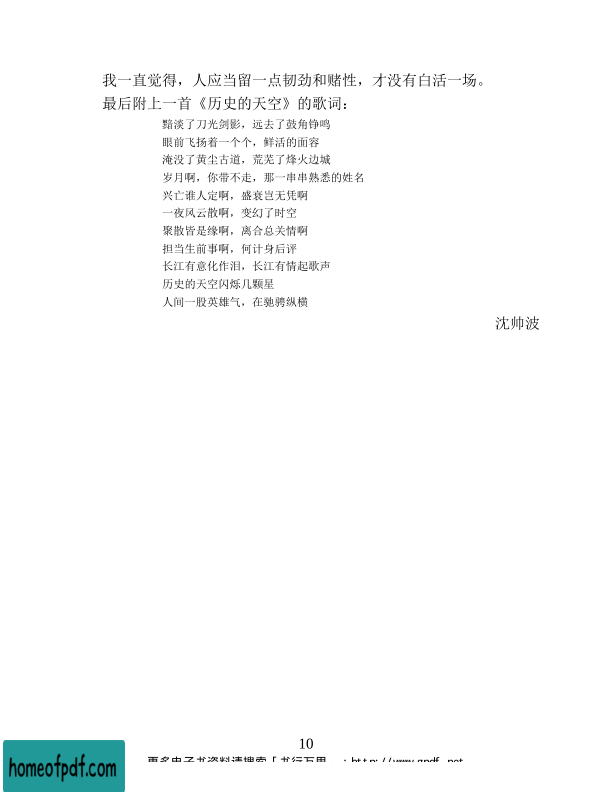 我一直觉得，人应当留一点韧劲和赌性，才没有白活一场。
最后附上一首《历史的天空》的歌词：
黯淡了刀光剑影，远去了鼓角铮鸣
眼前飞扬着一个个，鲜活的面容
淹没了黄尘古道，荒芜了烽火边城
岁月啊，你带不走，那一串串熟悉的姓名
兴亡谁人定啊，盛衰岂无凭啊
一夜风云散啊，变幻了时空
聚散皆是缘啊，离合总关情啊
担当生前事啊，何计身后评
长江有意化作泪，长江有情起歌声
历史的天空闪烁几颗星
人间一股英雄气，在驰骋纵横
沈帅波
10
更多电子书资料请搜索「书行万里
homeofpdf.com